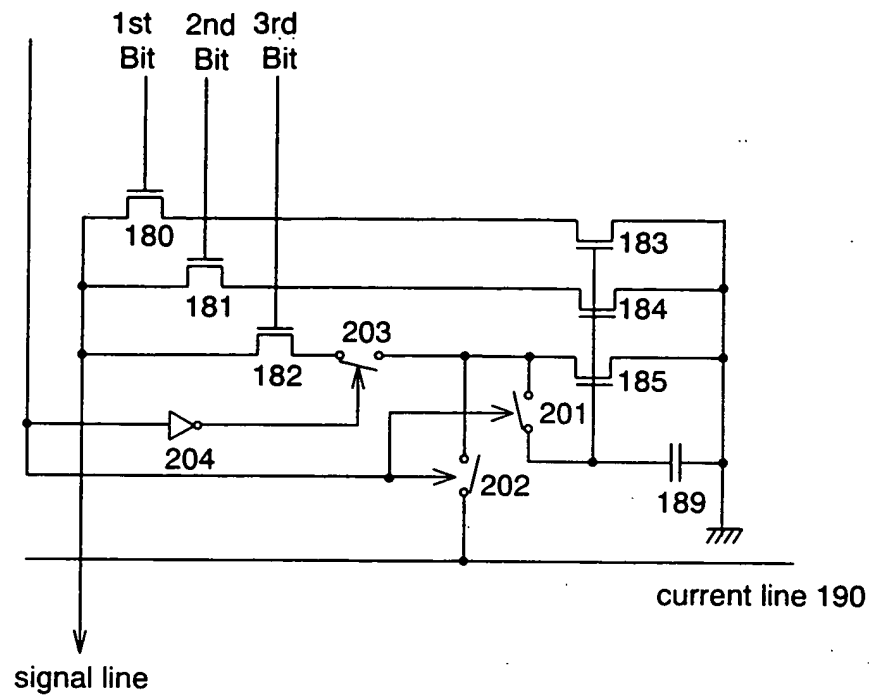 1st 2nd 3rd
Bit Bit Bit
180
183
181
184
203
182
185
201
204
202
189
current line 190
signal line